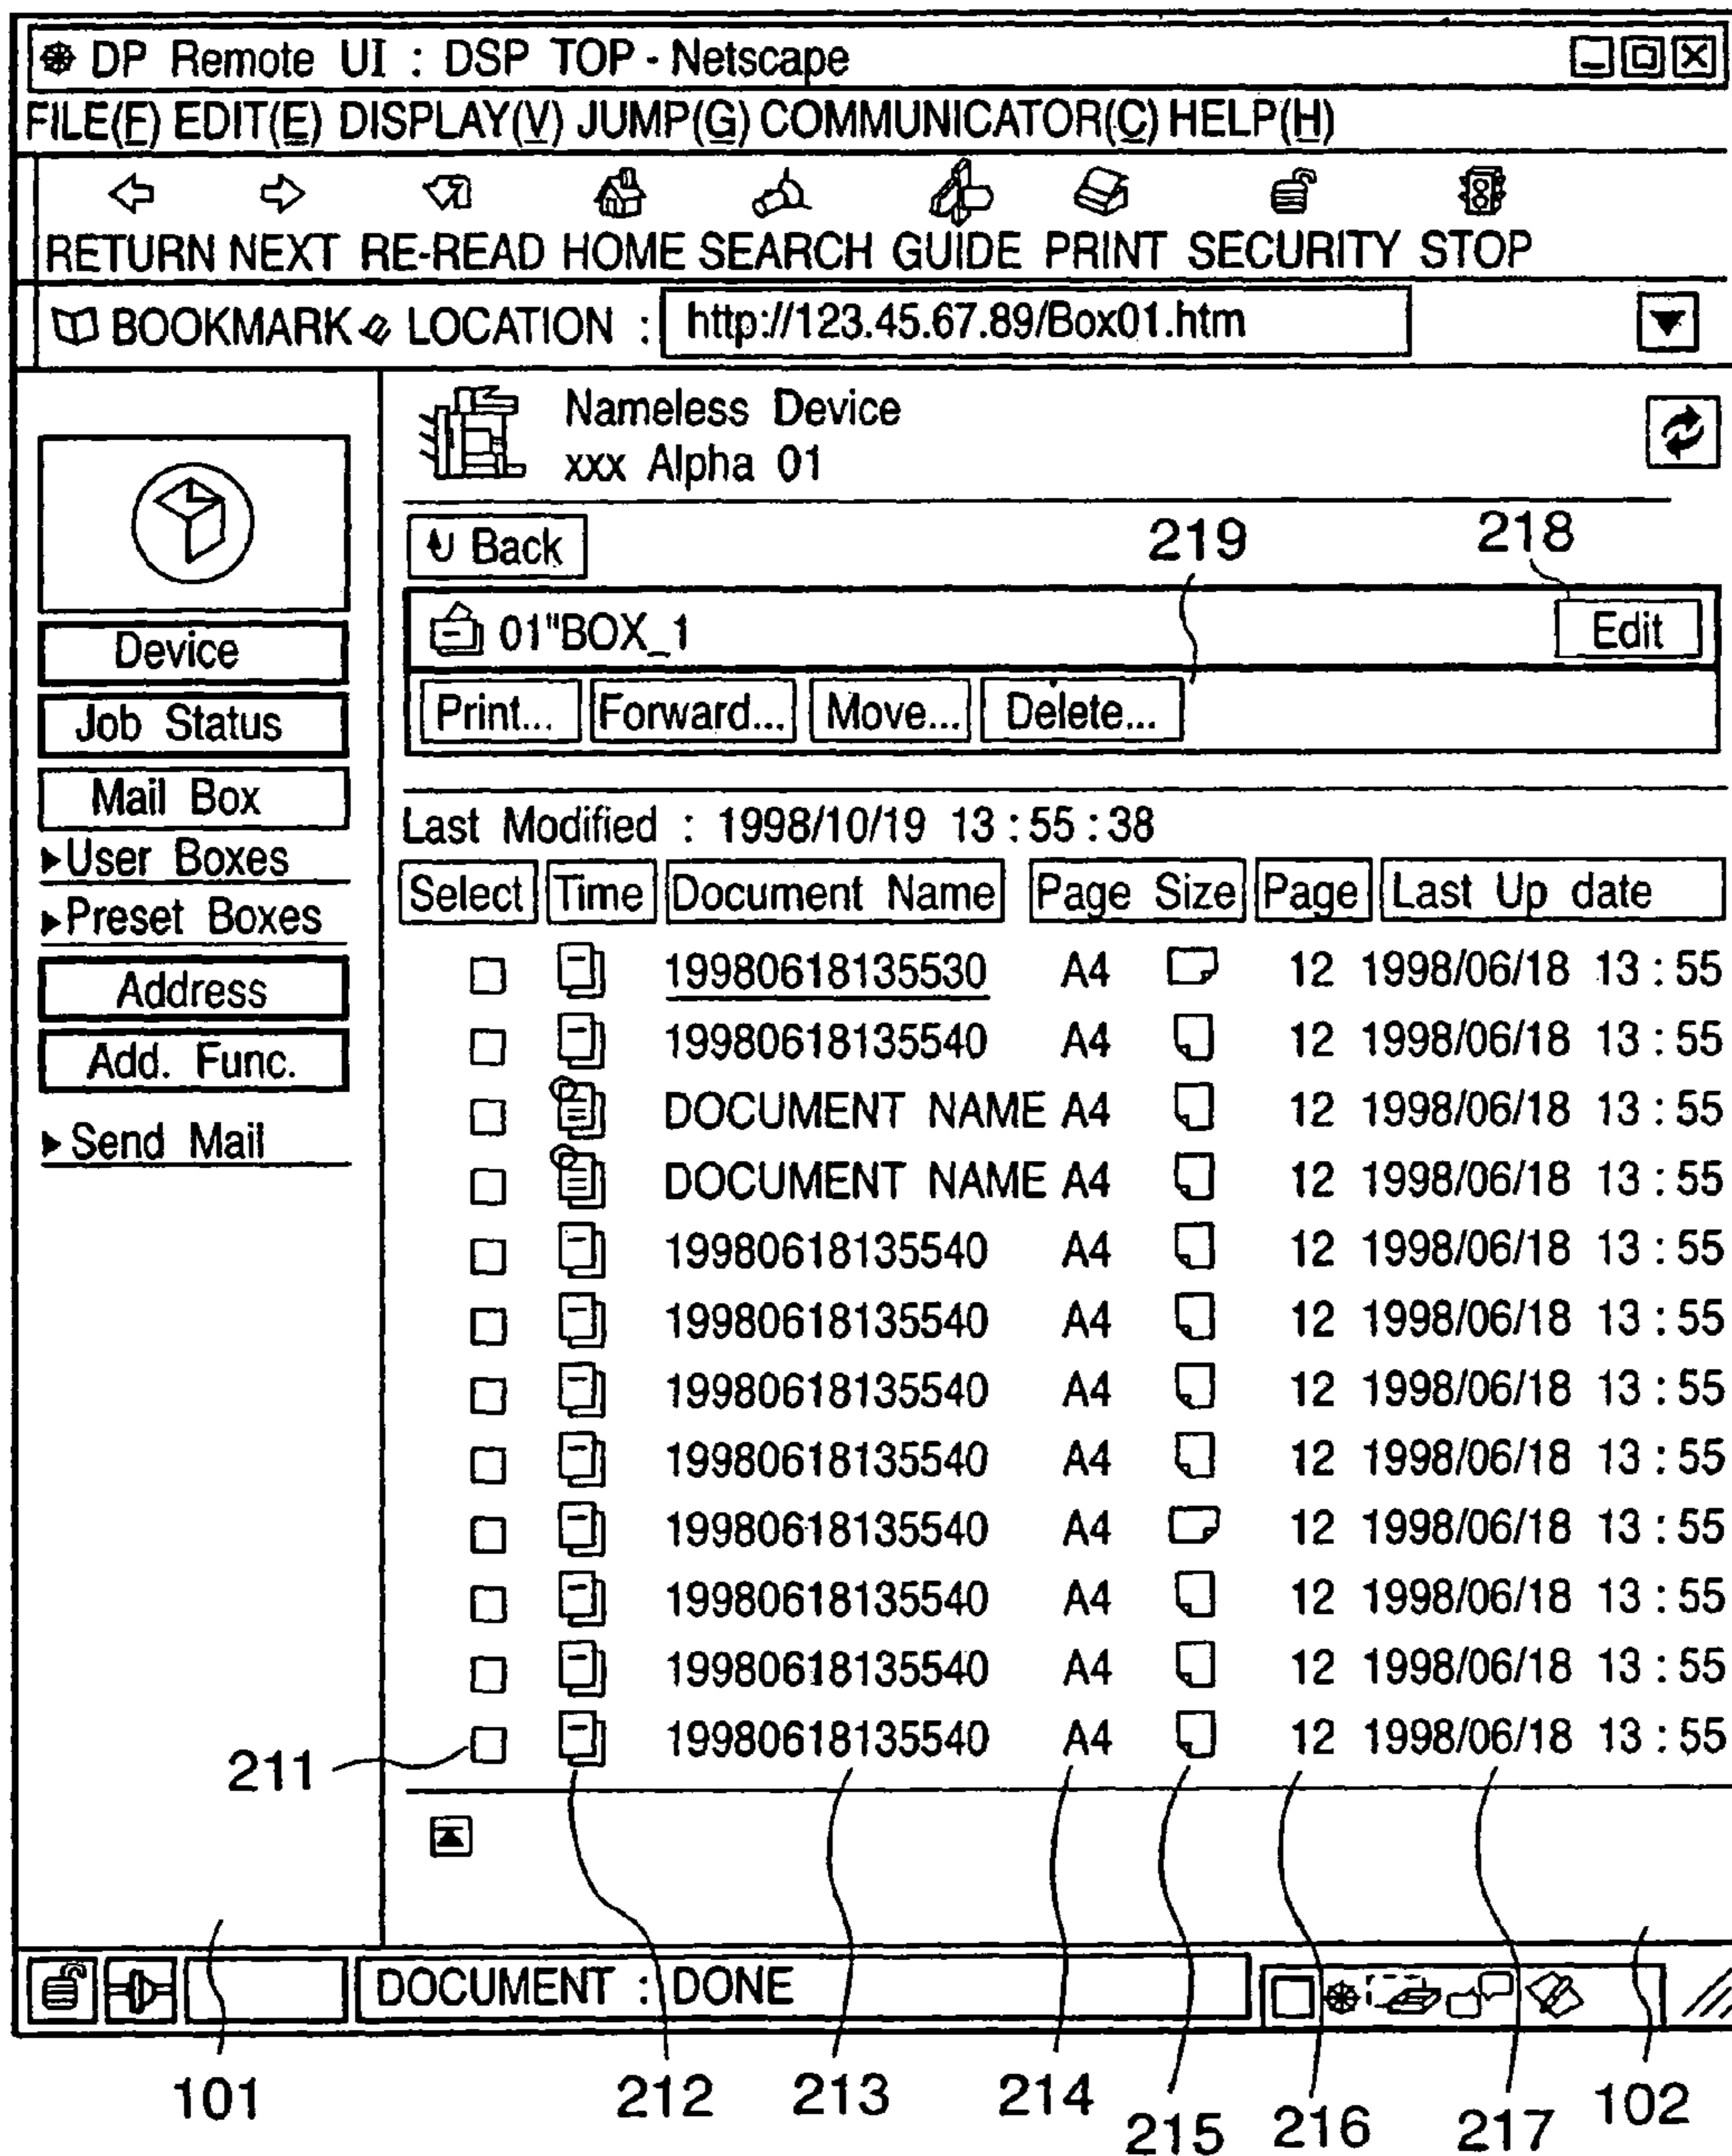 DP Remote UI : DSP TOP - Netscape
FILE(F) EDIT(E) DISPLAY(V) JUMP(G) COMMUNICATOR(C) HELP(H)
RETURN NEXT RE-READ HOME SEARCH GUIDE PRINT SECURITY STOP
BOOKMARK LOCATION : http://123.45.67.89/Box01.htm
Nameless Device
xxx Alpha 01
Back
219
218
01"BOX_1
Edit
Print... Forward... Move... Delete...
Device
Job Status
Mail Box
User Boxes
Preset Boxes
Address
Add. Func.
Send Mail
Last Modified : 1998/10/19 13 : 55 : 38
Select Time Document Name Page Size Page Last Up date
19980618135530 A4 12 1998/06/18 13 : 55
19980618135540 A4 12 1998/06/18 13 : 55
DOCUMENT NAME A4 12 1998/06/18 13 : 55
DOCUMENT NAME A4 12 1998/06/18 13 : 55
19980618135540 A4 12 1998/06/18 13 : 55
19980618135540 A4 12 1998/06/18 13 : 55
19980618135540 A4 12 1998/06/18 13 : 55
19980618135540 A4 12 1998/06/18 13 : 55
19980618135540 A4 12 1998/06/18 13 : 55
19980618135540 A4 12 1998/06/18 13 : 55
19980618135540 A4 12 1998/06/18 13 : 55
19980618135540 A4 12 1998/06/18 13 : 55
211
DOCUMENT : DONE
101 212 213 214 215 216 217 102